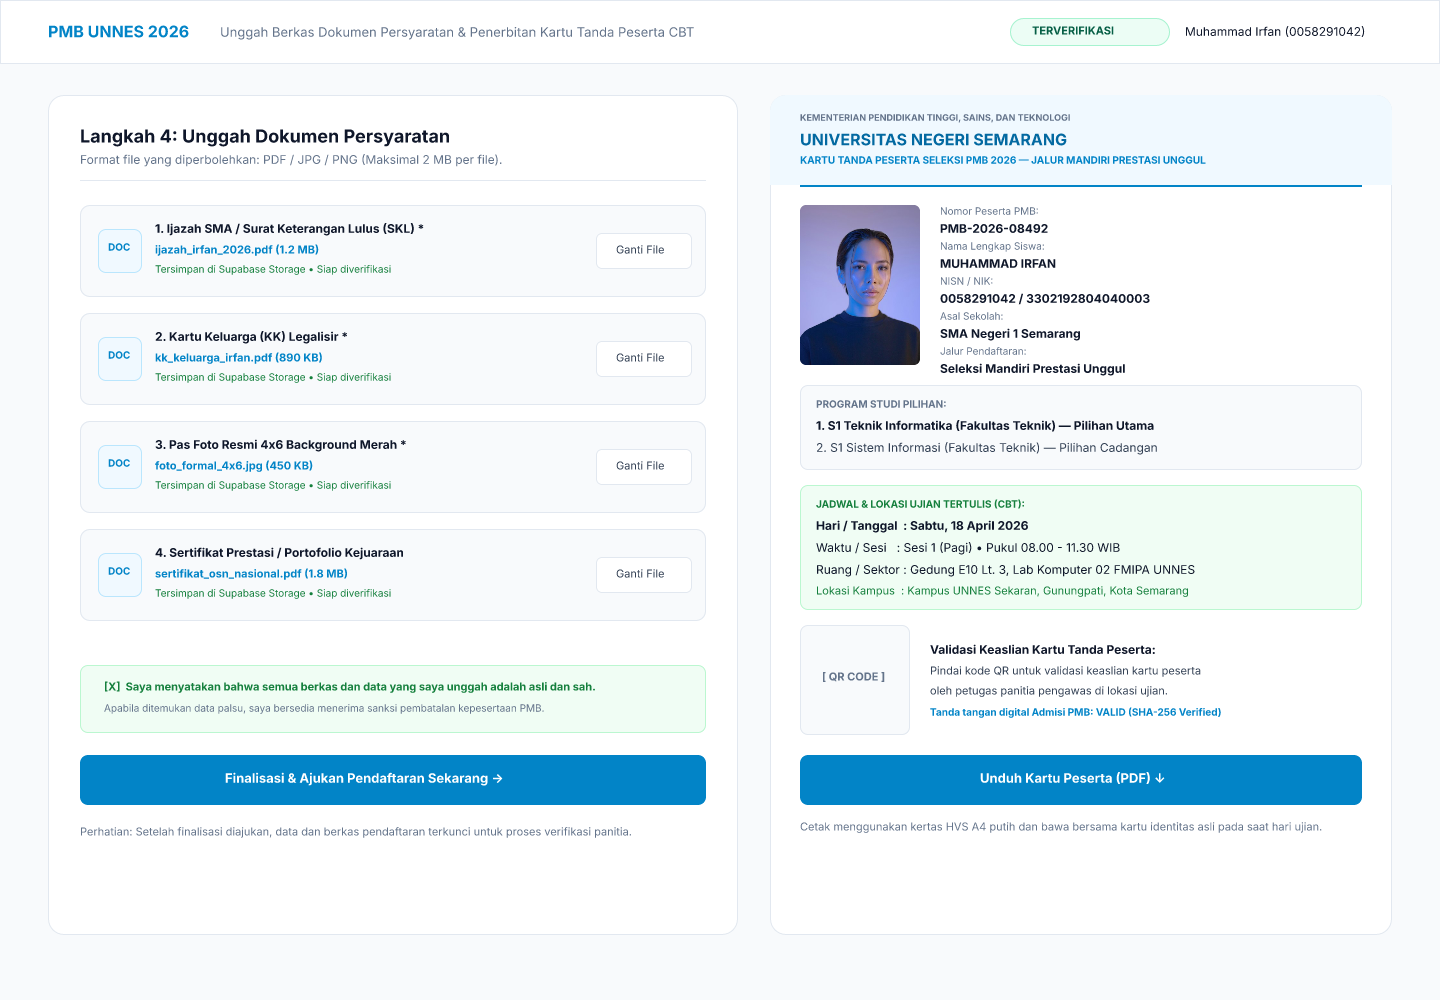 PMB UNNES 2026
Unggah Berkas Dokumen Persyaratan & Penerbitan Kartu Tanda Peserta CBT
TERVERIFIKASI
Muhammad Irfan (0058291042)
Langkah 4: Unggah Dokumen Persyaratan
Format file yang diperbolehkan: PDF / JPG / PNG (Maksimal 2 MB per file).
DOC
1. Ijazah SMA / Surat Keterangan Lulus (SKL) *
ijazah_irfan_2026.pdf (1.2 MB)
Tersimpan di Supabase Storage • Siap diverifikasi
Ganti File
DOC
2. Kartu Keluarga (KK) Legalisir *
kk_keluarga_irfan.pdf (890 KB)
Tersimpan di Supabase Storage • Siap diverifikasi
Ganti File
DOC
3. Pas Foto Resmi 4x6 Background Merah *
foto_formal_4x6.jpg (450 KB)
Tersimpan di Supabase Storage • Siap diverifikasi
Ganti File
DOC
4. Sertifikat Prestasi / Portofolio Kejuaraan
sertifikat_osn_nasional.pdf (1.8 MB)
Tersimpan di Supabase Storage • Siap diverifikasi
Ganti File
[X] Saya menyatakan bahwa semua berkas dan data yang saya unggah adalah asli dan sah.
Apabila ditemukan data palsu, saya bersedia menerima sanksi pembatalan kepesertaan PMB.
Finalisasi & Ajukan Pendaftaran Sekarang →
Perhatian: Setelah finalisasi diajukan, data dan berkas pendaftaran terkunci untuk proses verifikasi panitia.
KEMENTERIAN PENDIDIKAN TINGGI, SAINS, DAN TEKNOLOGI
UNIVERSITAS NEGERI SEMARANG
KARTU TANDA PESERTA SELEKSI PMB 2026 — JALUR MANDIRI PRESTASI UNGGUL
Nomor Peserta PMB:
PMB-2026-08492
Nama Lengkap Siswa:
MUHAMMAD IRFAN
NISN / NIK:
0058291042 / 3302192804040003
Asal Sekolah:
SMA Negeri 1 Semarang
Jalur Pendaftaran:
Seleksi Mandiri Prestasi Unggul
PROGRAM STUDI PILIHAN:
1. S1 Teknik Informatika (Fakultas Teknik) — Pilihan Utama
2. S1 Sistem Informasi (Fakultas Teknik) — Pilihan Cadangan
JADWAL & LOKASI UJIAN TERTULIS (CBT):
Hari / Tanggal : Sabtu, 18 April 2026
Waktu / Sesi : Sesi 1 (Pagi) • Pukul 08.00 - 11.30 WIB
Ruang / Sektor : Gedung E10 Lt. 3, Lab Komputer 02 FMIPA UNNES
Lokasi Kampus : Kampus UNNES Sekaran, Gunungpati, Kota Semarang
[ QR CODE ]
Validasi Keaslian Kartu Tanda Peserta:
Pindai kode QR untuk validasi keaslian kartu peserta
oleh petugas panitia pengawas di lokasi ujian.
Tanda tangan digital Admisi PMB: VALID (SHA-256 Verified)
Unduh Kartu Peserta (PDF) ↓
Cetak menggunakan kertas HVS A4 putih dan bawa bersama kartu identitas asli pada saat hari ujian.